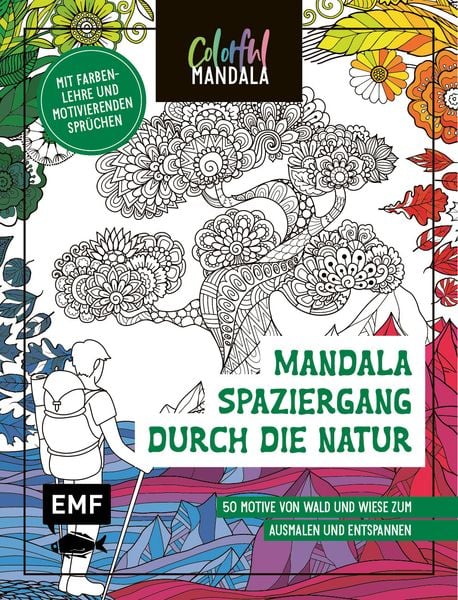 Colorful
MANDALA
MIT FARBEN-
LEHRE UND
MOTIVIERENDEN
SPRÜCHEN
MANDALA
SPAZIERGANG
DURCH DIE NATUR
EMF
50 MOTIVE VON WALD UND WIESE ZUM
AUSMALEN UND ENTSPANNEN